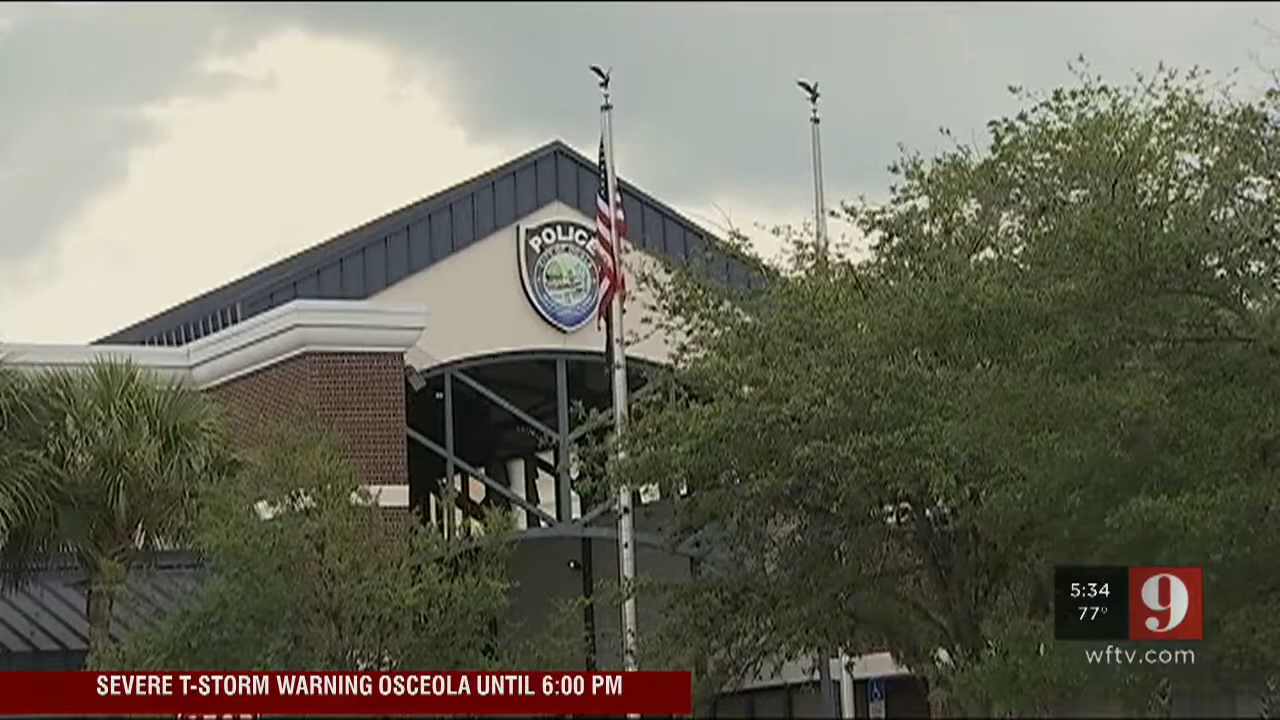 POLICE
5:34
77°
9
wftv.com
SEVERE T-STORM WARNING OSCEOLA UNTIL 6:00 PM